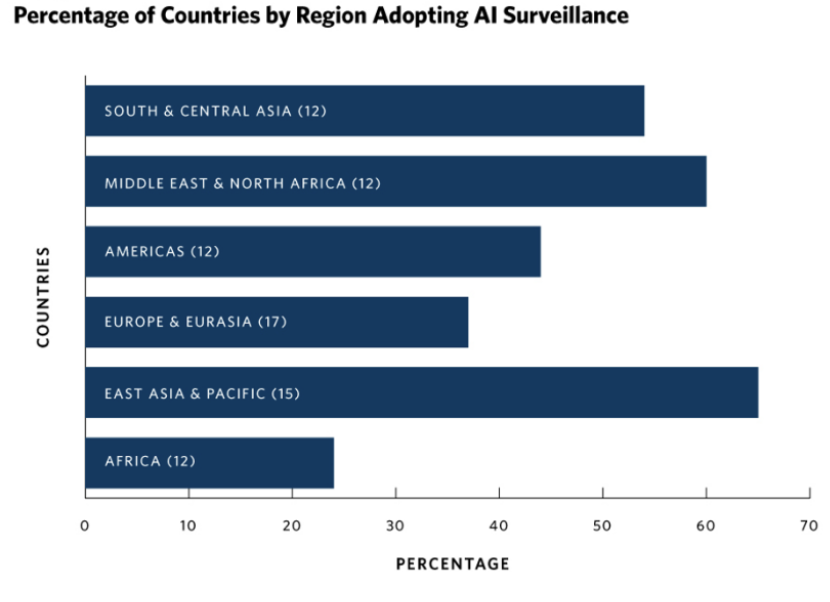 Percentage of Countries by Region Adopting AI Surveillance
SOUTH & CENTRAL ASIA (12)
MIDDLE EAST & NORTH AFRICA (12)
AMERICAS (12)
COUNTRIES
EUROPE & EURASIA (17)
EAST ASIA & PACIFIC (15)
AFRICA (12)
0 10 20 30 40 50 60 70
PERCENTAGE